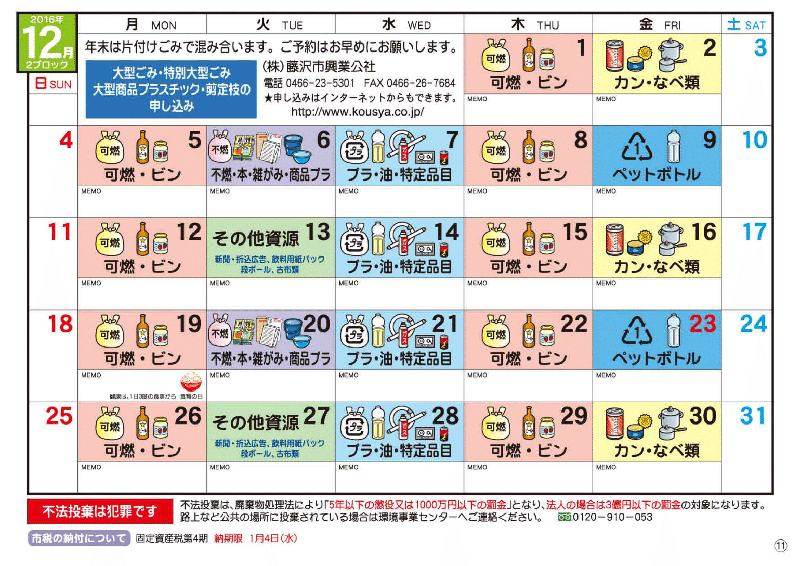 2016年
12月
2ブロック
日 SUN
月 MON
火 TUE
水 WED
木 THU
金 FRI
土 SAT
年末は片付けごみで混み合います。ご予約はお早めにお願いします。
大型ごみ・特別大型ごみ
大型商品プラスチック・剪定枝の
申し込み
(株)藤沢市興業公社
電話 0466-23-5301 FAX 0466-26-7684
★申し込みはインターネットからもできます。
http://www.kousya.co.jp/
可燃 1
可燃・ビン
MEMO
2
カン・なべ類
MEMO
3
4
可燃 5
可燃・ビン
MEMO
不燃 6
不燃・本・雑がみ・商品プラ
MEMO
プラ 7
プラ・油・特定品目
MEMO
可燃 8
可燃・ビン
MEMO
1 9
ペットボトル
MEMO
10
11
可燃 12
可燃・ビン
MEMO
その他資源 13
新聞・折込広告、飲料用紙パック
段ボール、古布類
MEMO
プラ 14
プラ・油・特定品目
MEMO
可燃 15
可燃・ビン
MEMO
16
カン・なべ類
MEMO
17
18
可燃 19
可燃・ビン
MEMO
健康は、1日3回の食事から 食育の日
不燃 20
不燃・本・雑がみ・商品プラ
MEMO
プラ 21
プラ・油・特定品目
MEMO
可燃 22
可燃・ビン
MEMO
1 23
ペットボトル
MEMO
24
25
可燃 26
可燃・ビン
MEMO
その他資源 27
新聞・折込広告、飲料用紙パック
段ボール、古布類
MEMO
プラ 28
プラ・油・特定品目
MEMO
可燃 29
可燃・ビン
MEMO
30
カン・なべ類
MEMO
31
不法投棄は犯罪です
不法投棄は、廃棄物処理法により「5年以下の懲役又は1000万円以下の罰金」となり、法人の場合は3億円以下の罰金の対象になります。
路上など公共の場所に投棄されている場合は環境事業センターへご連絡ください。 0120-910-053
市税の納付について 固定資産税第4期 納期限 1月4日(水)
⑪